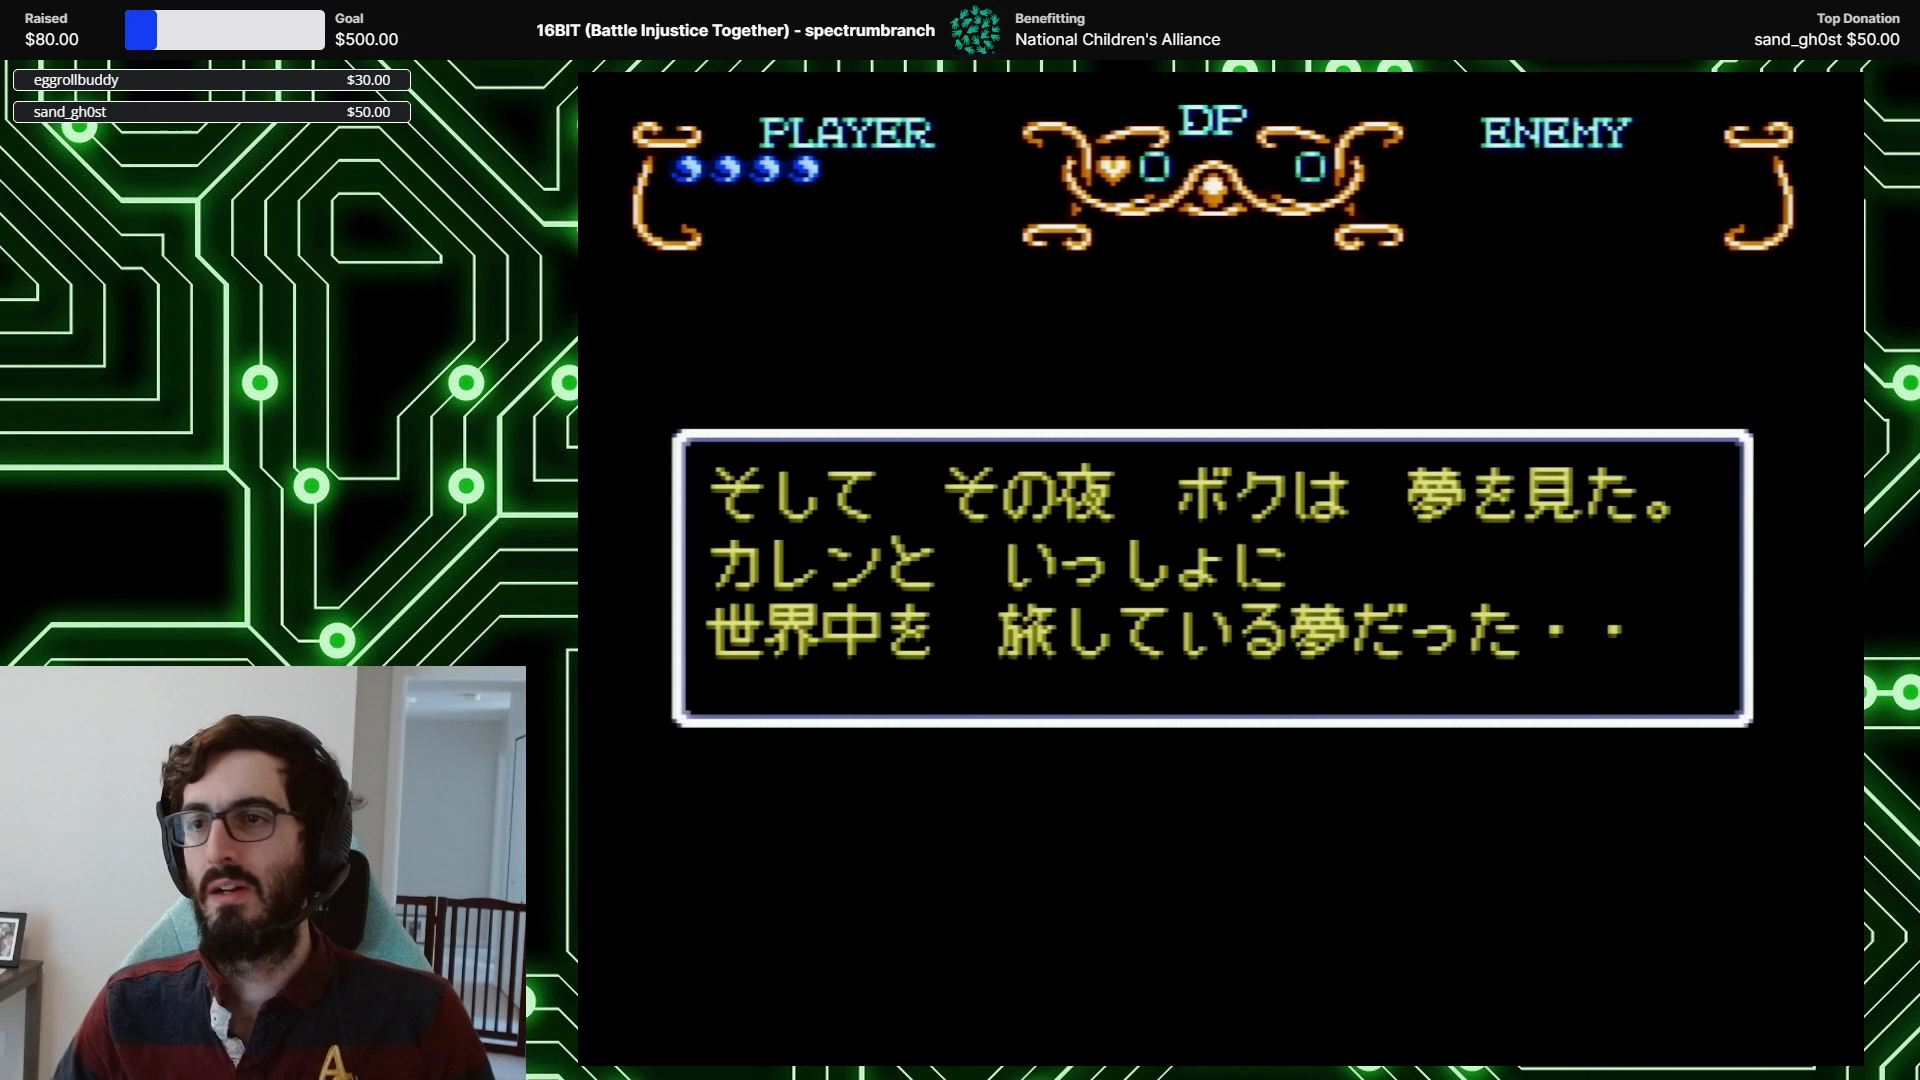 Raised
$80.00
Goal
$500.00
16BIT (Battle Injustice Together) - spectrumbranch
Benefitting
National Children's Alliance
Top Donation
sand_gh0st $50.00
eggrollbuddy $30.00
sand_gh0st $50.00
PLAYER
DP
ENEMY
0
0
そして その夜 ボクは 夢を見た。
カレンと いっしょに
世界中を 旅している夢だった・・
A